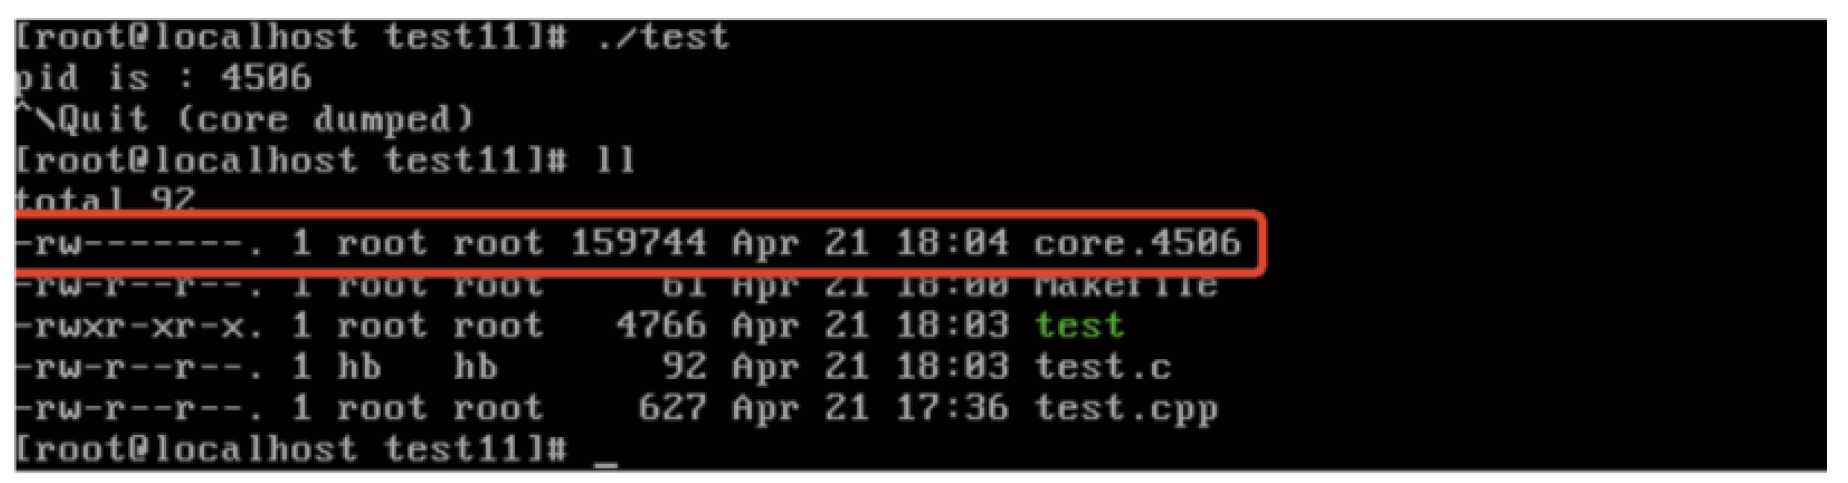 [root@localhost test11]# ./test
pid is : 4506
^\Quit (core dumped)
[root@localhost test11]# ll
total 92
-rw-------. 1 root root 159744 Apr 21 18:04 core.4506
-rw-r--r--. 1 root root 61 Apr 21 18:00 Makefile
-rwxr-xr-x. 1 root root 4766 Apr 21 18:03 test
-rw-r--r--. 1 hb hb 92 Apr 21 18:03 test.c
-rw-r--r--. 1 root root 627 Apr 21 17:36 test.cpp
[root@localhost test11]# _